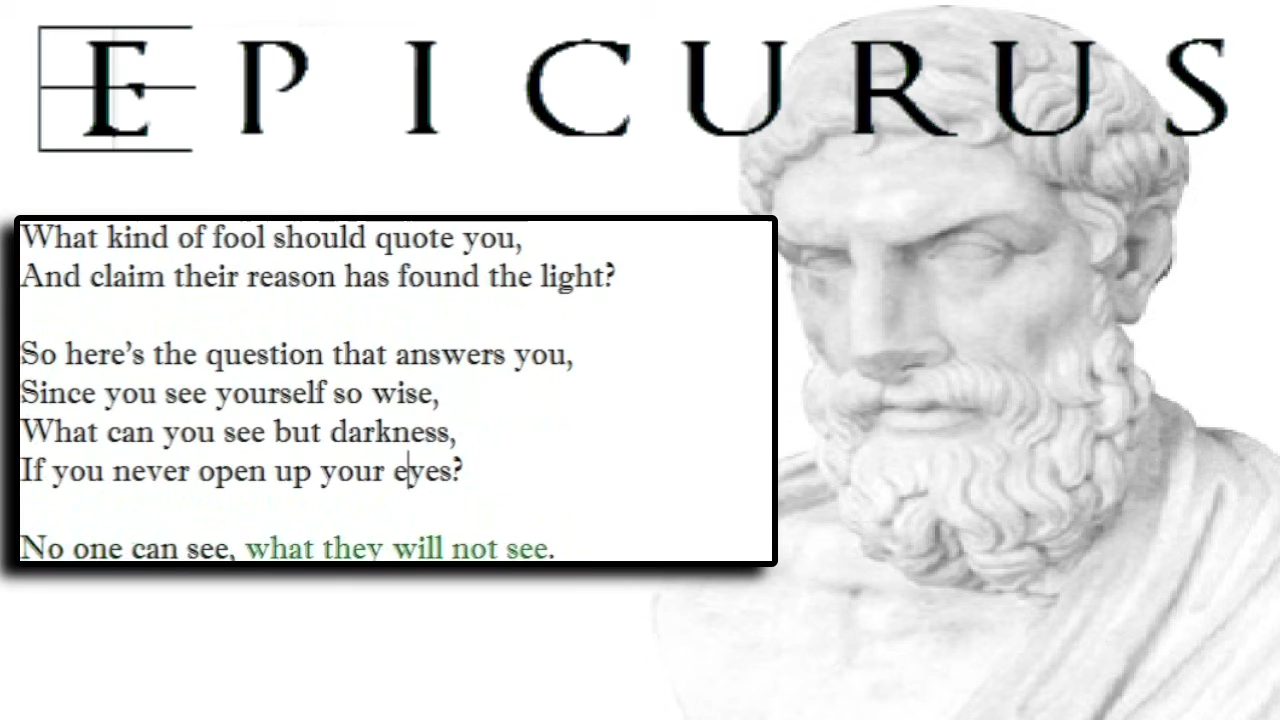 EPICURUS
What kind of fool should quote you,
And claim their reason has found the light?
So here's the question that answers you,
Since you see yourself so wise,
What can you see but darkness,
If you never open up your eyes?
No one can see, what they will not see.